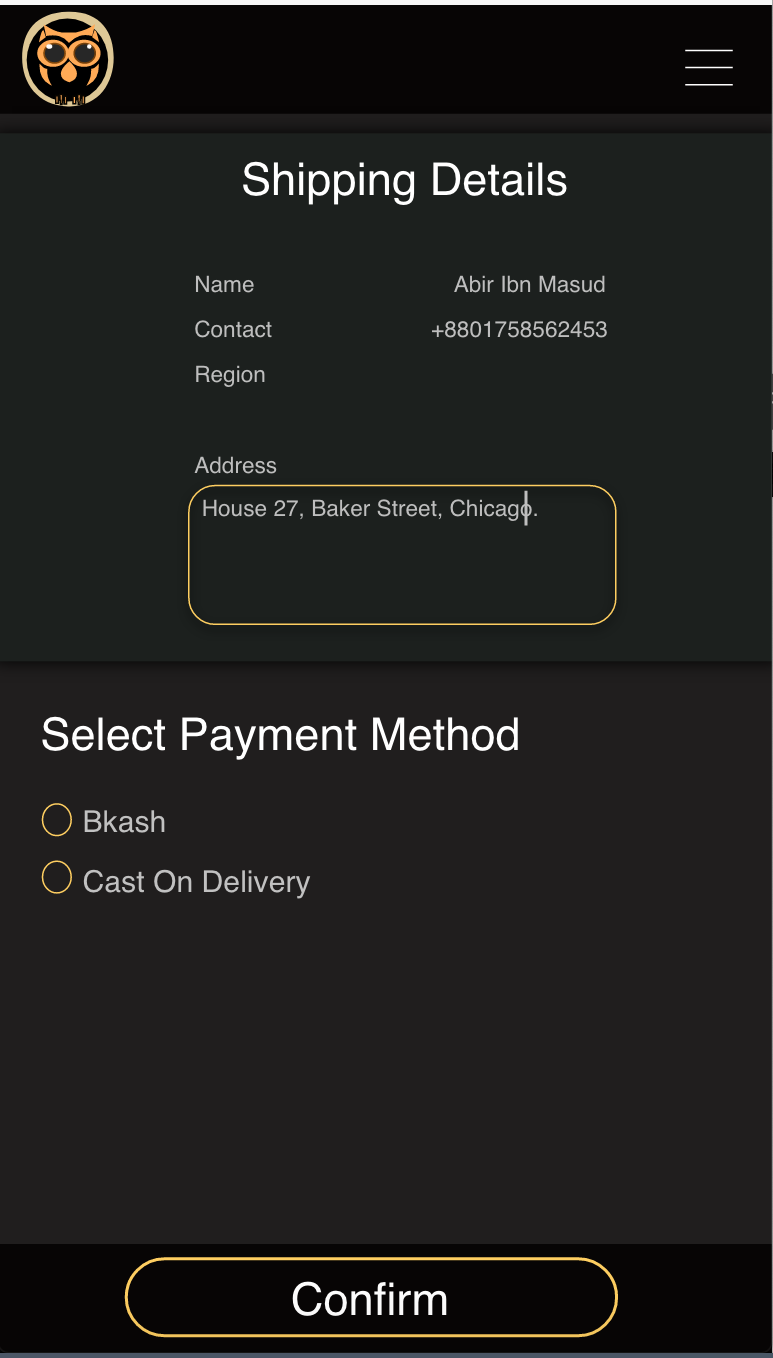 Shipping Details
Name Abir Ibn Masud
Contact +8801758562453
Region
Address
House 27, Baker Street, Chicago.
Select Payment Method
Bkash
Cast On Delivery
Confirm